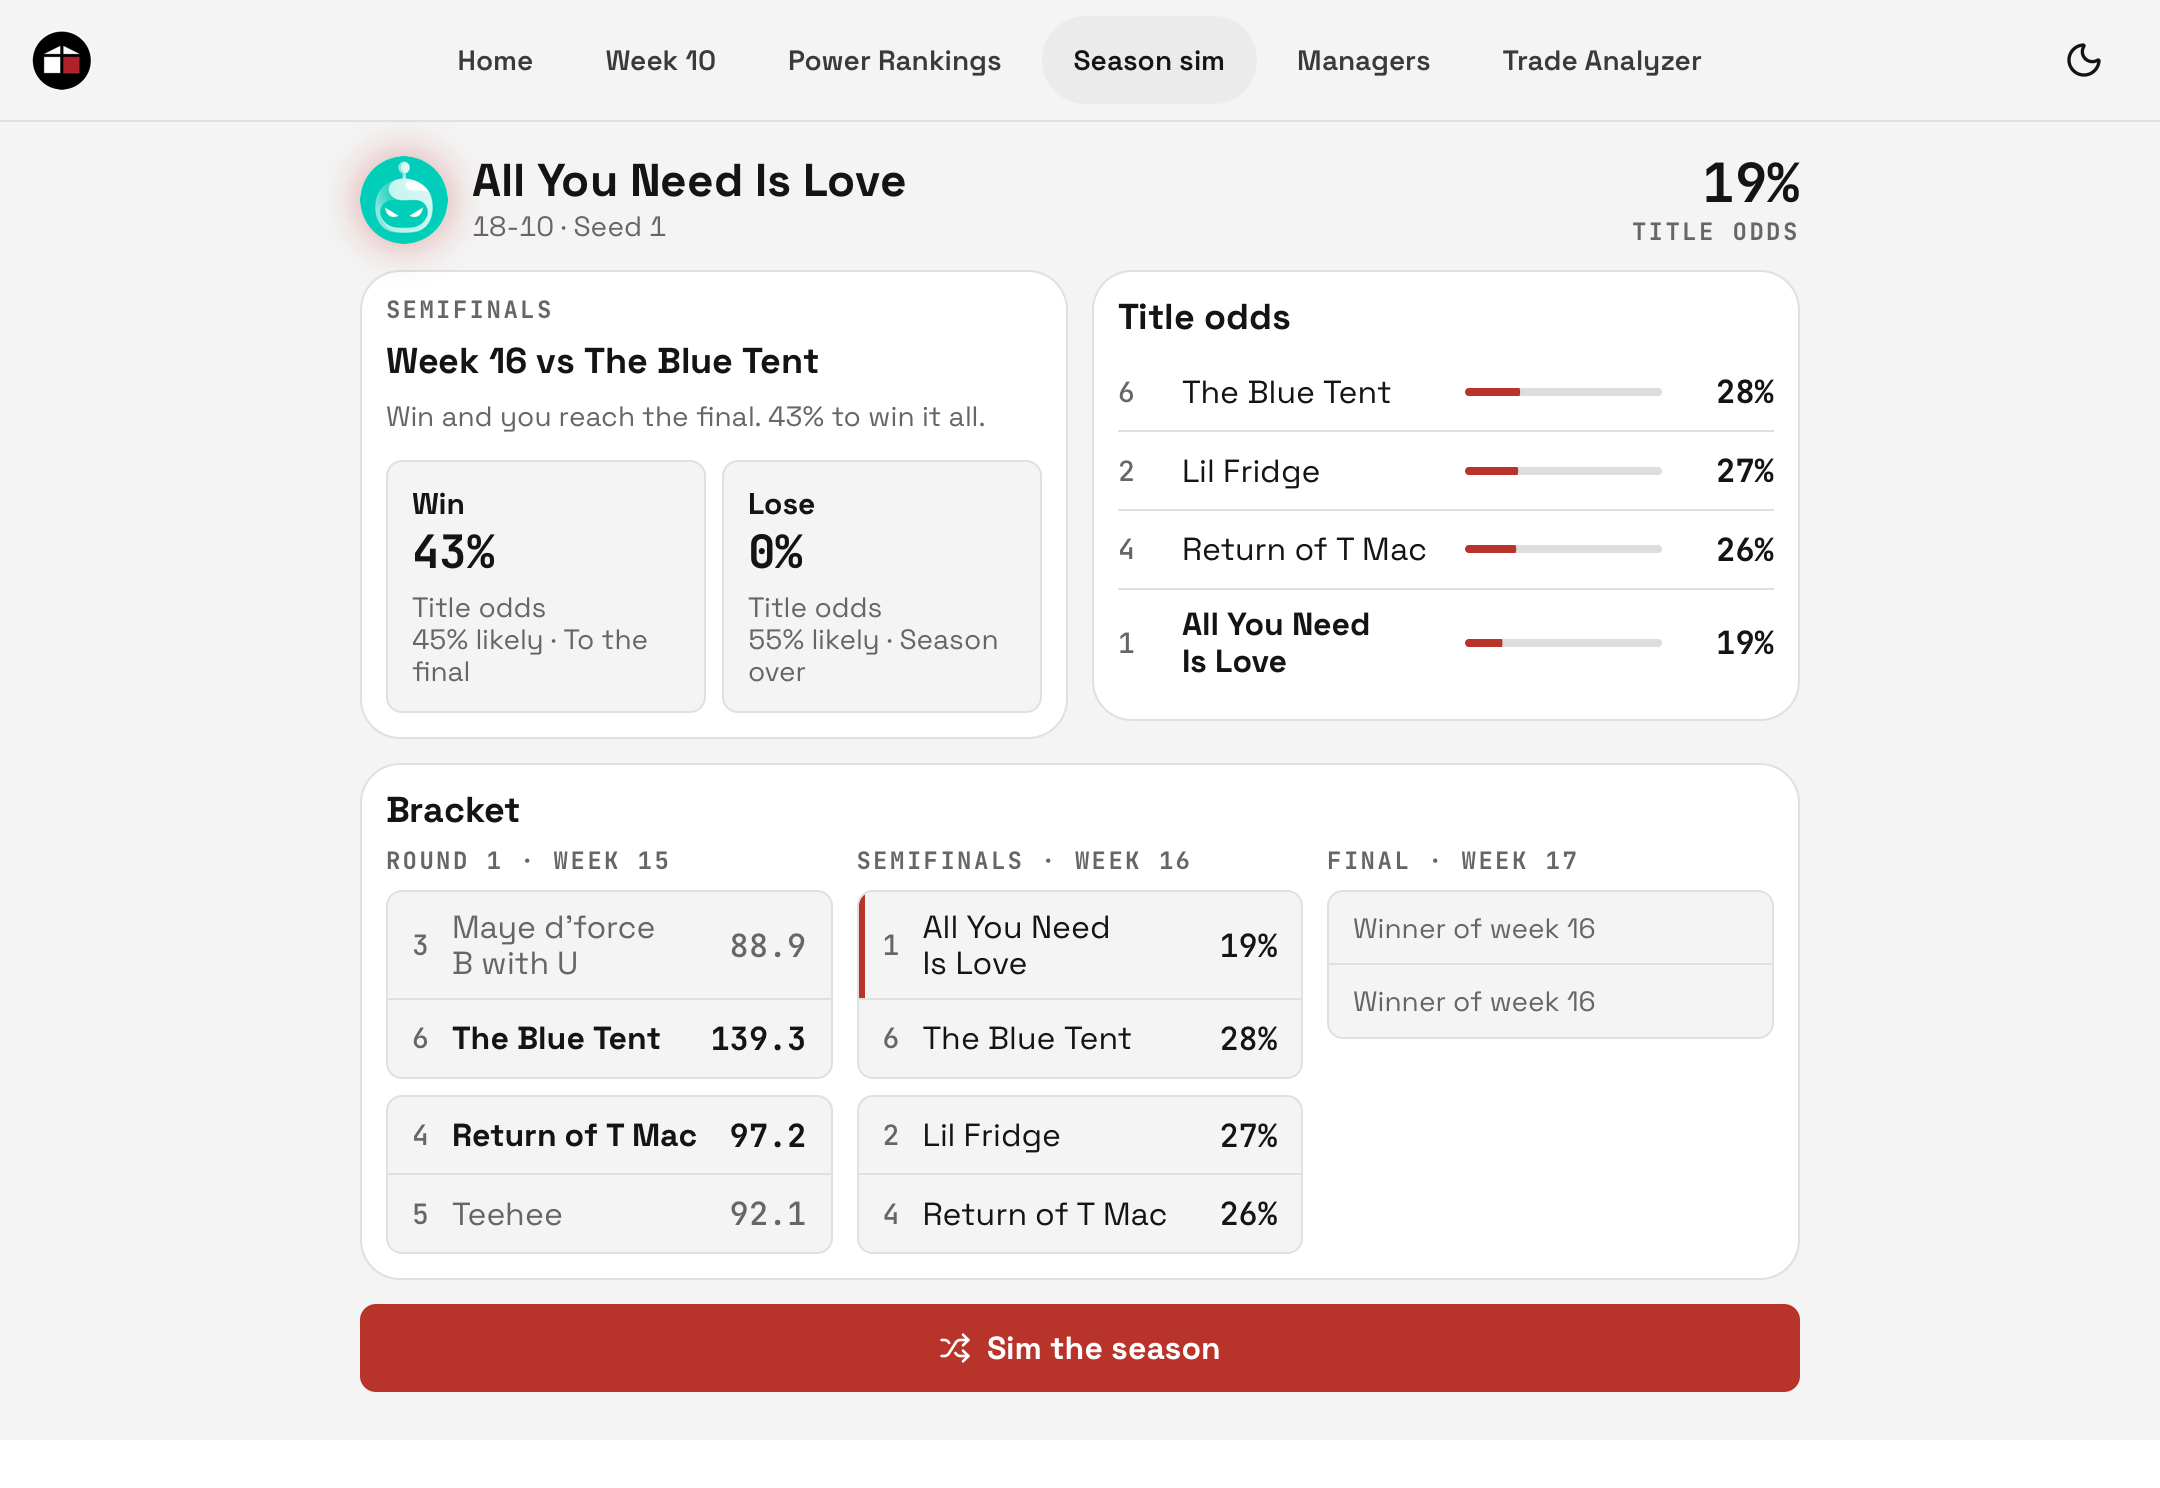 Home
Week 10
Power Rankings
Season sim
Managers
Trade Analyzer
All You Need Is Love
18-10 · Seed 1
19%
TITLE ODDS
SEMIFINALS
Week 16 vs The Blue Tent
Win and you reach the final. 43% to win it all.
Win
43%
Title odds
45% likely · To the
final
Lose
0%
Title odds
55% likely · Season
over
Title odds
6 The Blue Tent 28%
2 Lil Fridge 27%
4 Return of T Mac 26%
1 All You Need
Is Love 19%
Bracket
ROUND 1 · WEEK 15
3 Maye d’force
B with U 88.9
6 The Blue Tent 139.3
4 Return of T Mac 97.2
5 Teehee 92.1
SEMIFINALS · WEEK 16
1 All You Need
Is Love 19%
6 The Blue Tent 28%
2 Lil Fridge 27%
4 Return of T Mac 26%
FINAL · WEEK 17
Winner of week 16
Winner of week 16
Sim the season